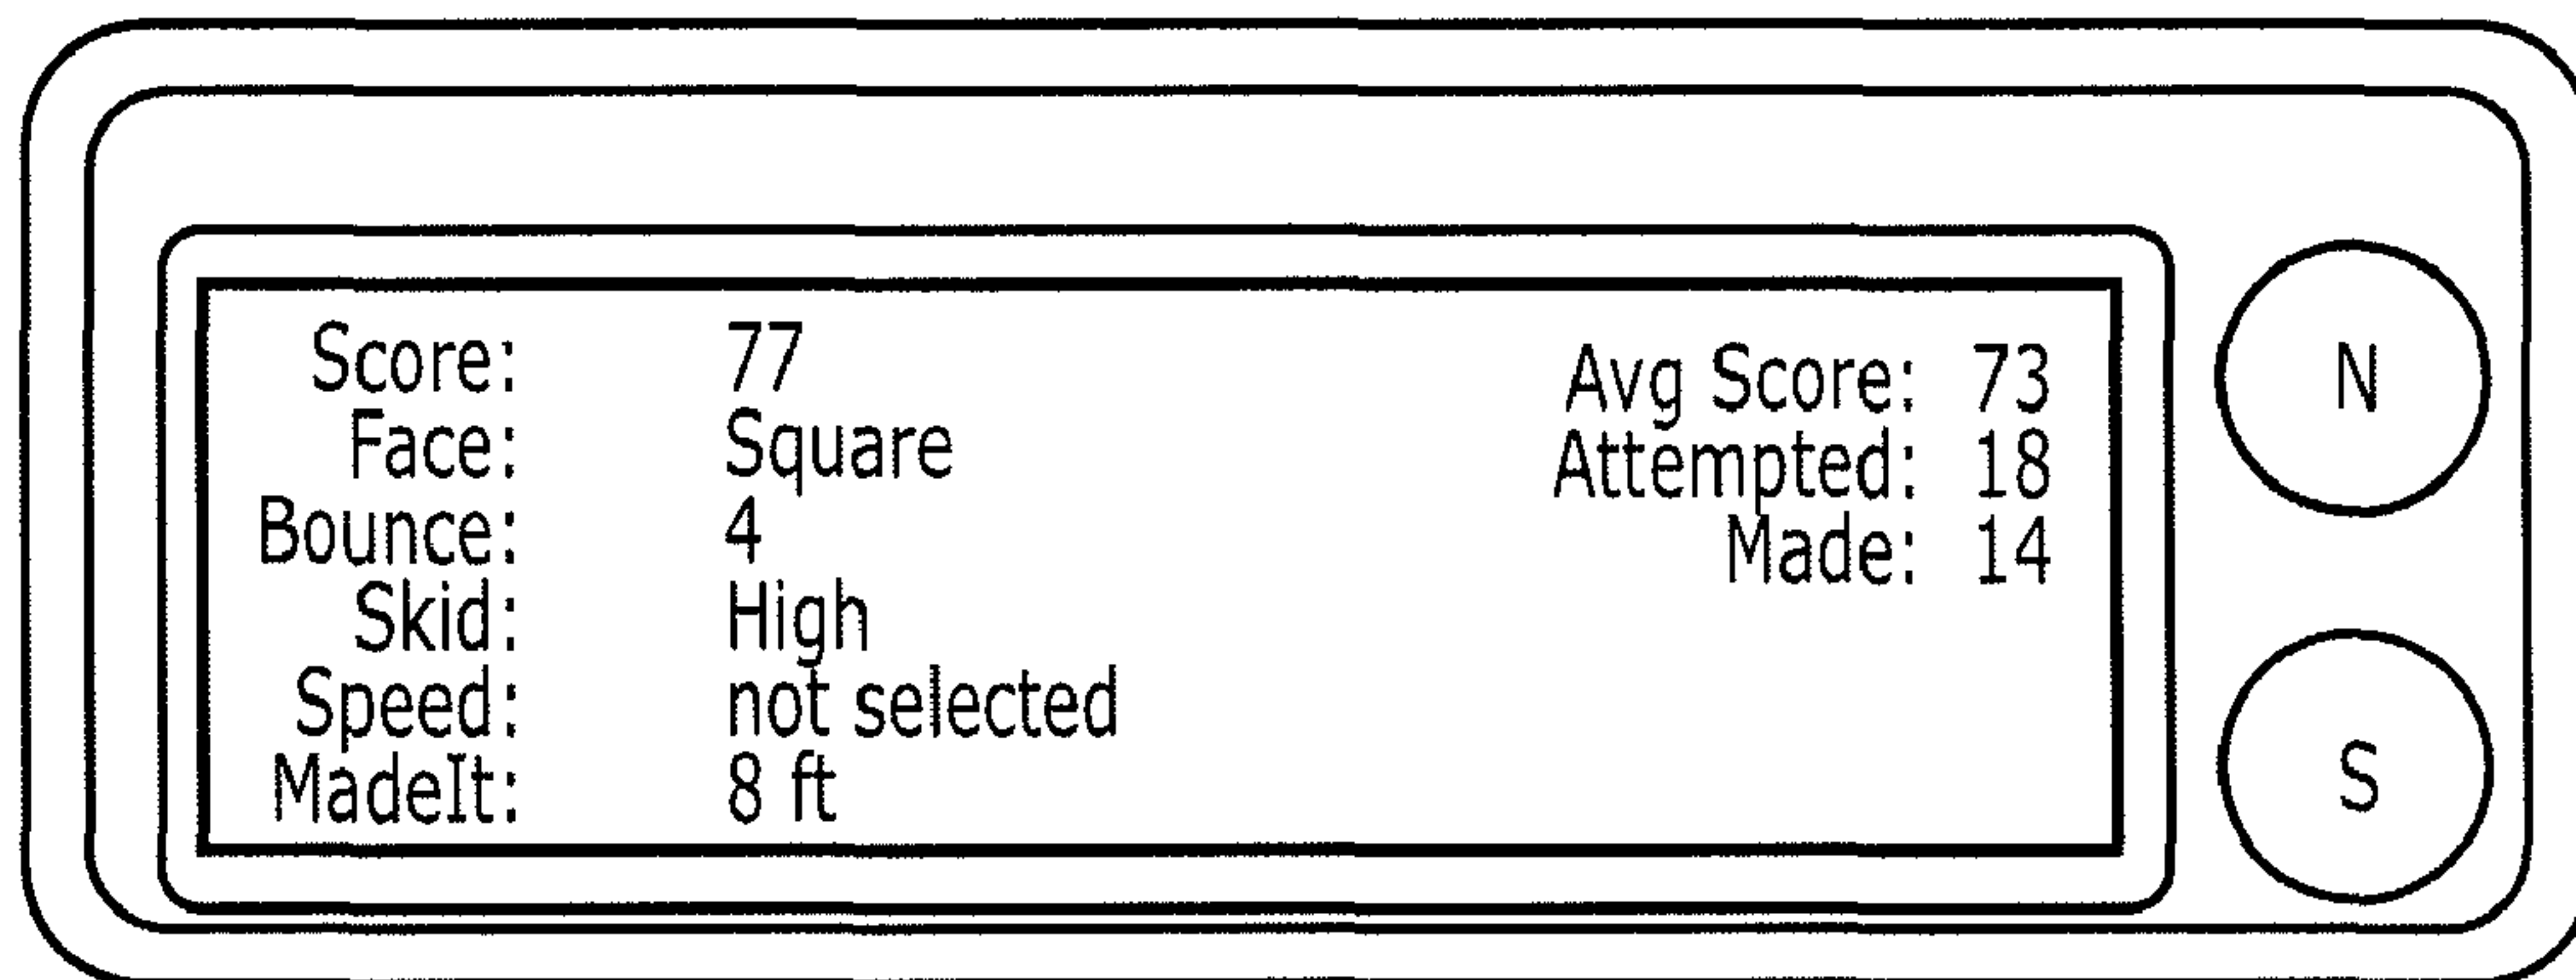 Score: 77
Face: Square
Bounce: 4
Skid: High
Speed: not selected
MadeIt: 8 ft
Avg Score: 73
Attempted: 18
Made: 14
N
S